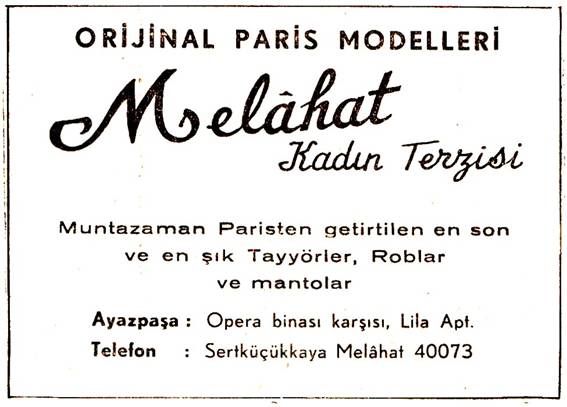 ORİJİNAL PARİS MODELLERİ
Melâhat
Kadın Terzisi
Muntazaman Paristen getirtilen en son
ve en şık Tayyörler, Roblar
ve mantolar
Ayazpaşa : Opera binası karşısı, Lila Apt.
Telefon : Sertküçükkaya Melâhat 40073